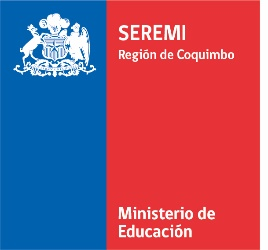 SEREMI
Región de Coquimbo
Ministerio de
Educación